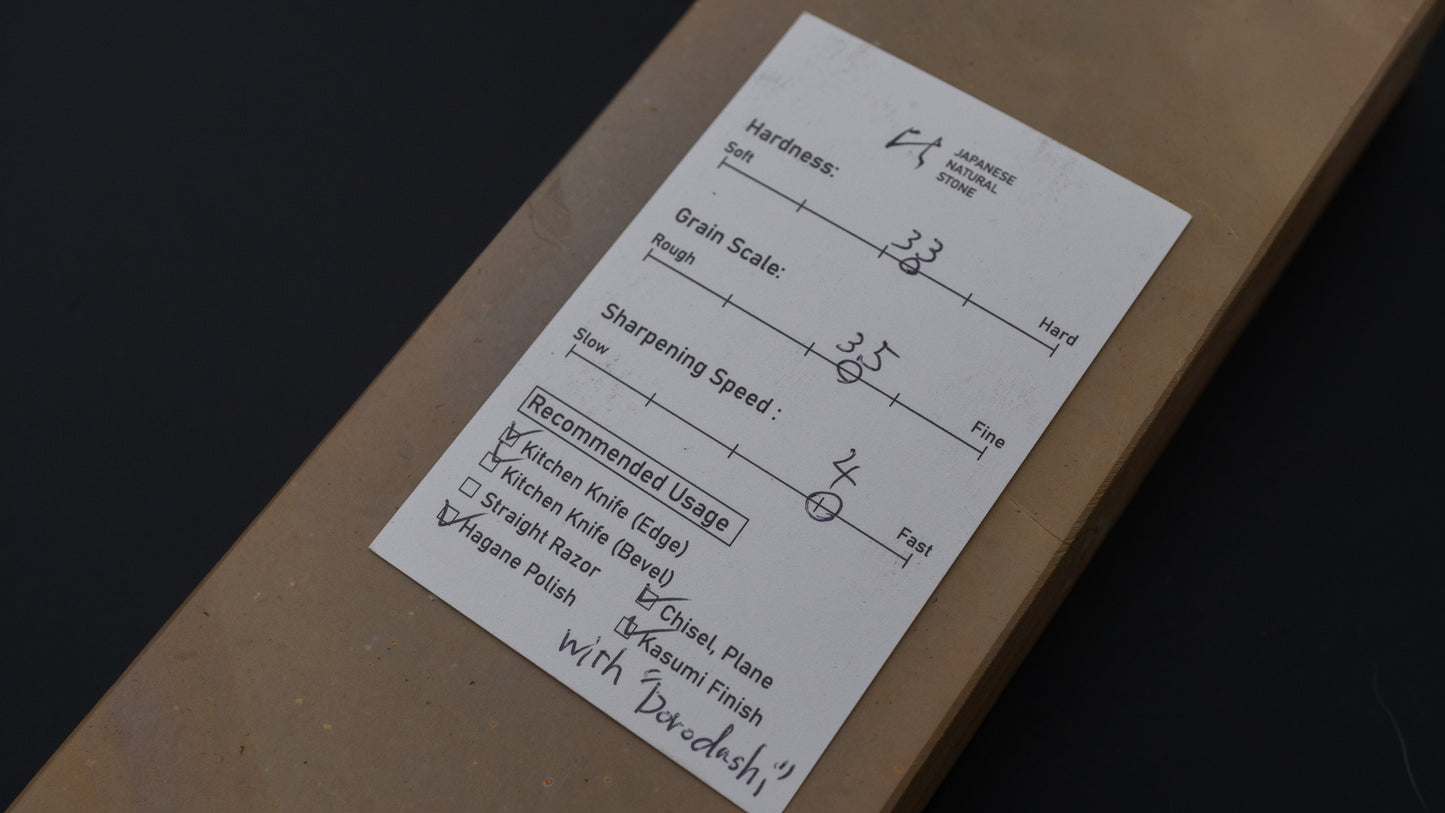 JAPANESE
NATURAL
STONE
Hardness:
Soft
3.3
Hard
Grain Scale:
Rough
3.5
Fine
Sharpening Speed :
Slow
4
Fast
Recommended Usage
Kitchen Knife (Edge)
Kitchen Knife (Bevel)
Straight Razor
Hagane Polish
Chisel, Plane
Kasumi Finish
with "Dorodashi"